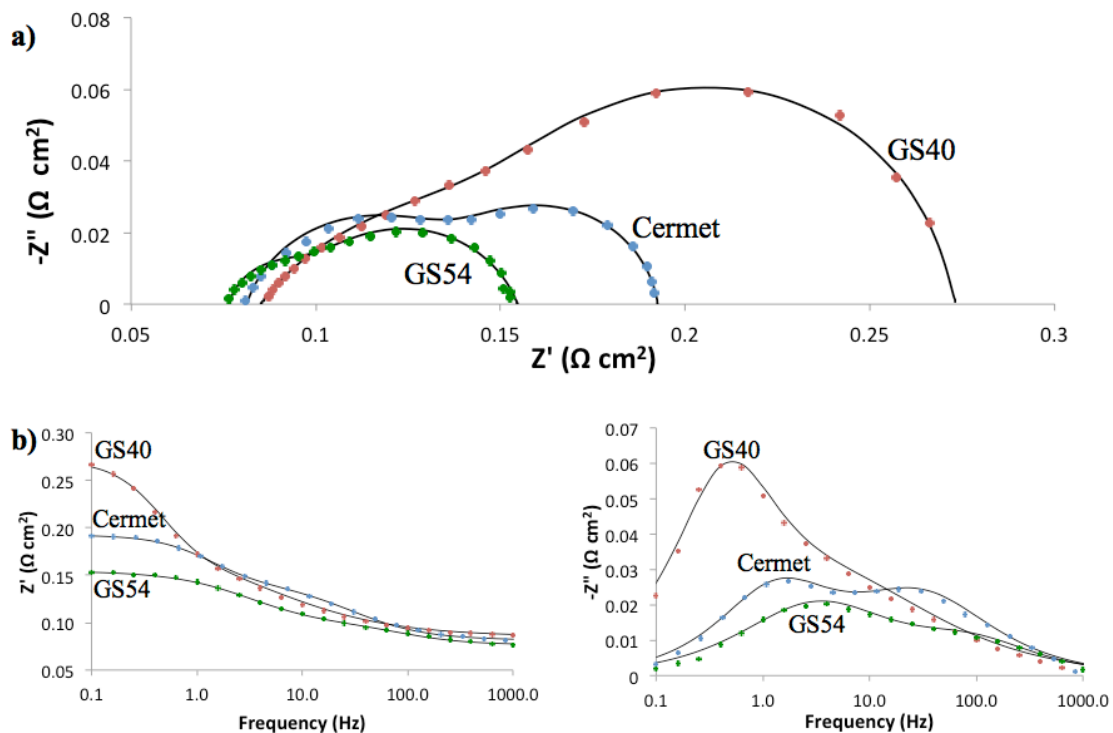 a)
0.08
0.06
0.04
0.02
0
-Z" (Ω cm²)
0.05
0.1
0.15
0.2
0.25
0.3
Z' (Ω cm²)
GS40
Cermet
GS54
b)
0.30
0.25
0.20
0.15
0.10
0.05
Z' (Ω cm²)
GS40
Cermet
GS54
0.1
1.0
10.0
100.0
1000.0
Frequency (Hz)
0.07
0.06
0.05
0.04
0.03
0.02
0.01
0
-Z" (Ω cm²)
GS40
Cermet
GS54
0.1
1.0
10.0
100.0
1000.0
Frequency (Hz)